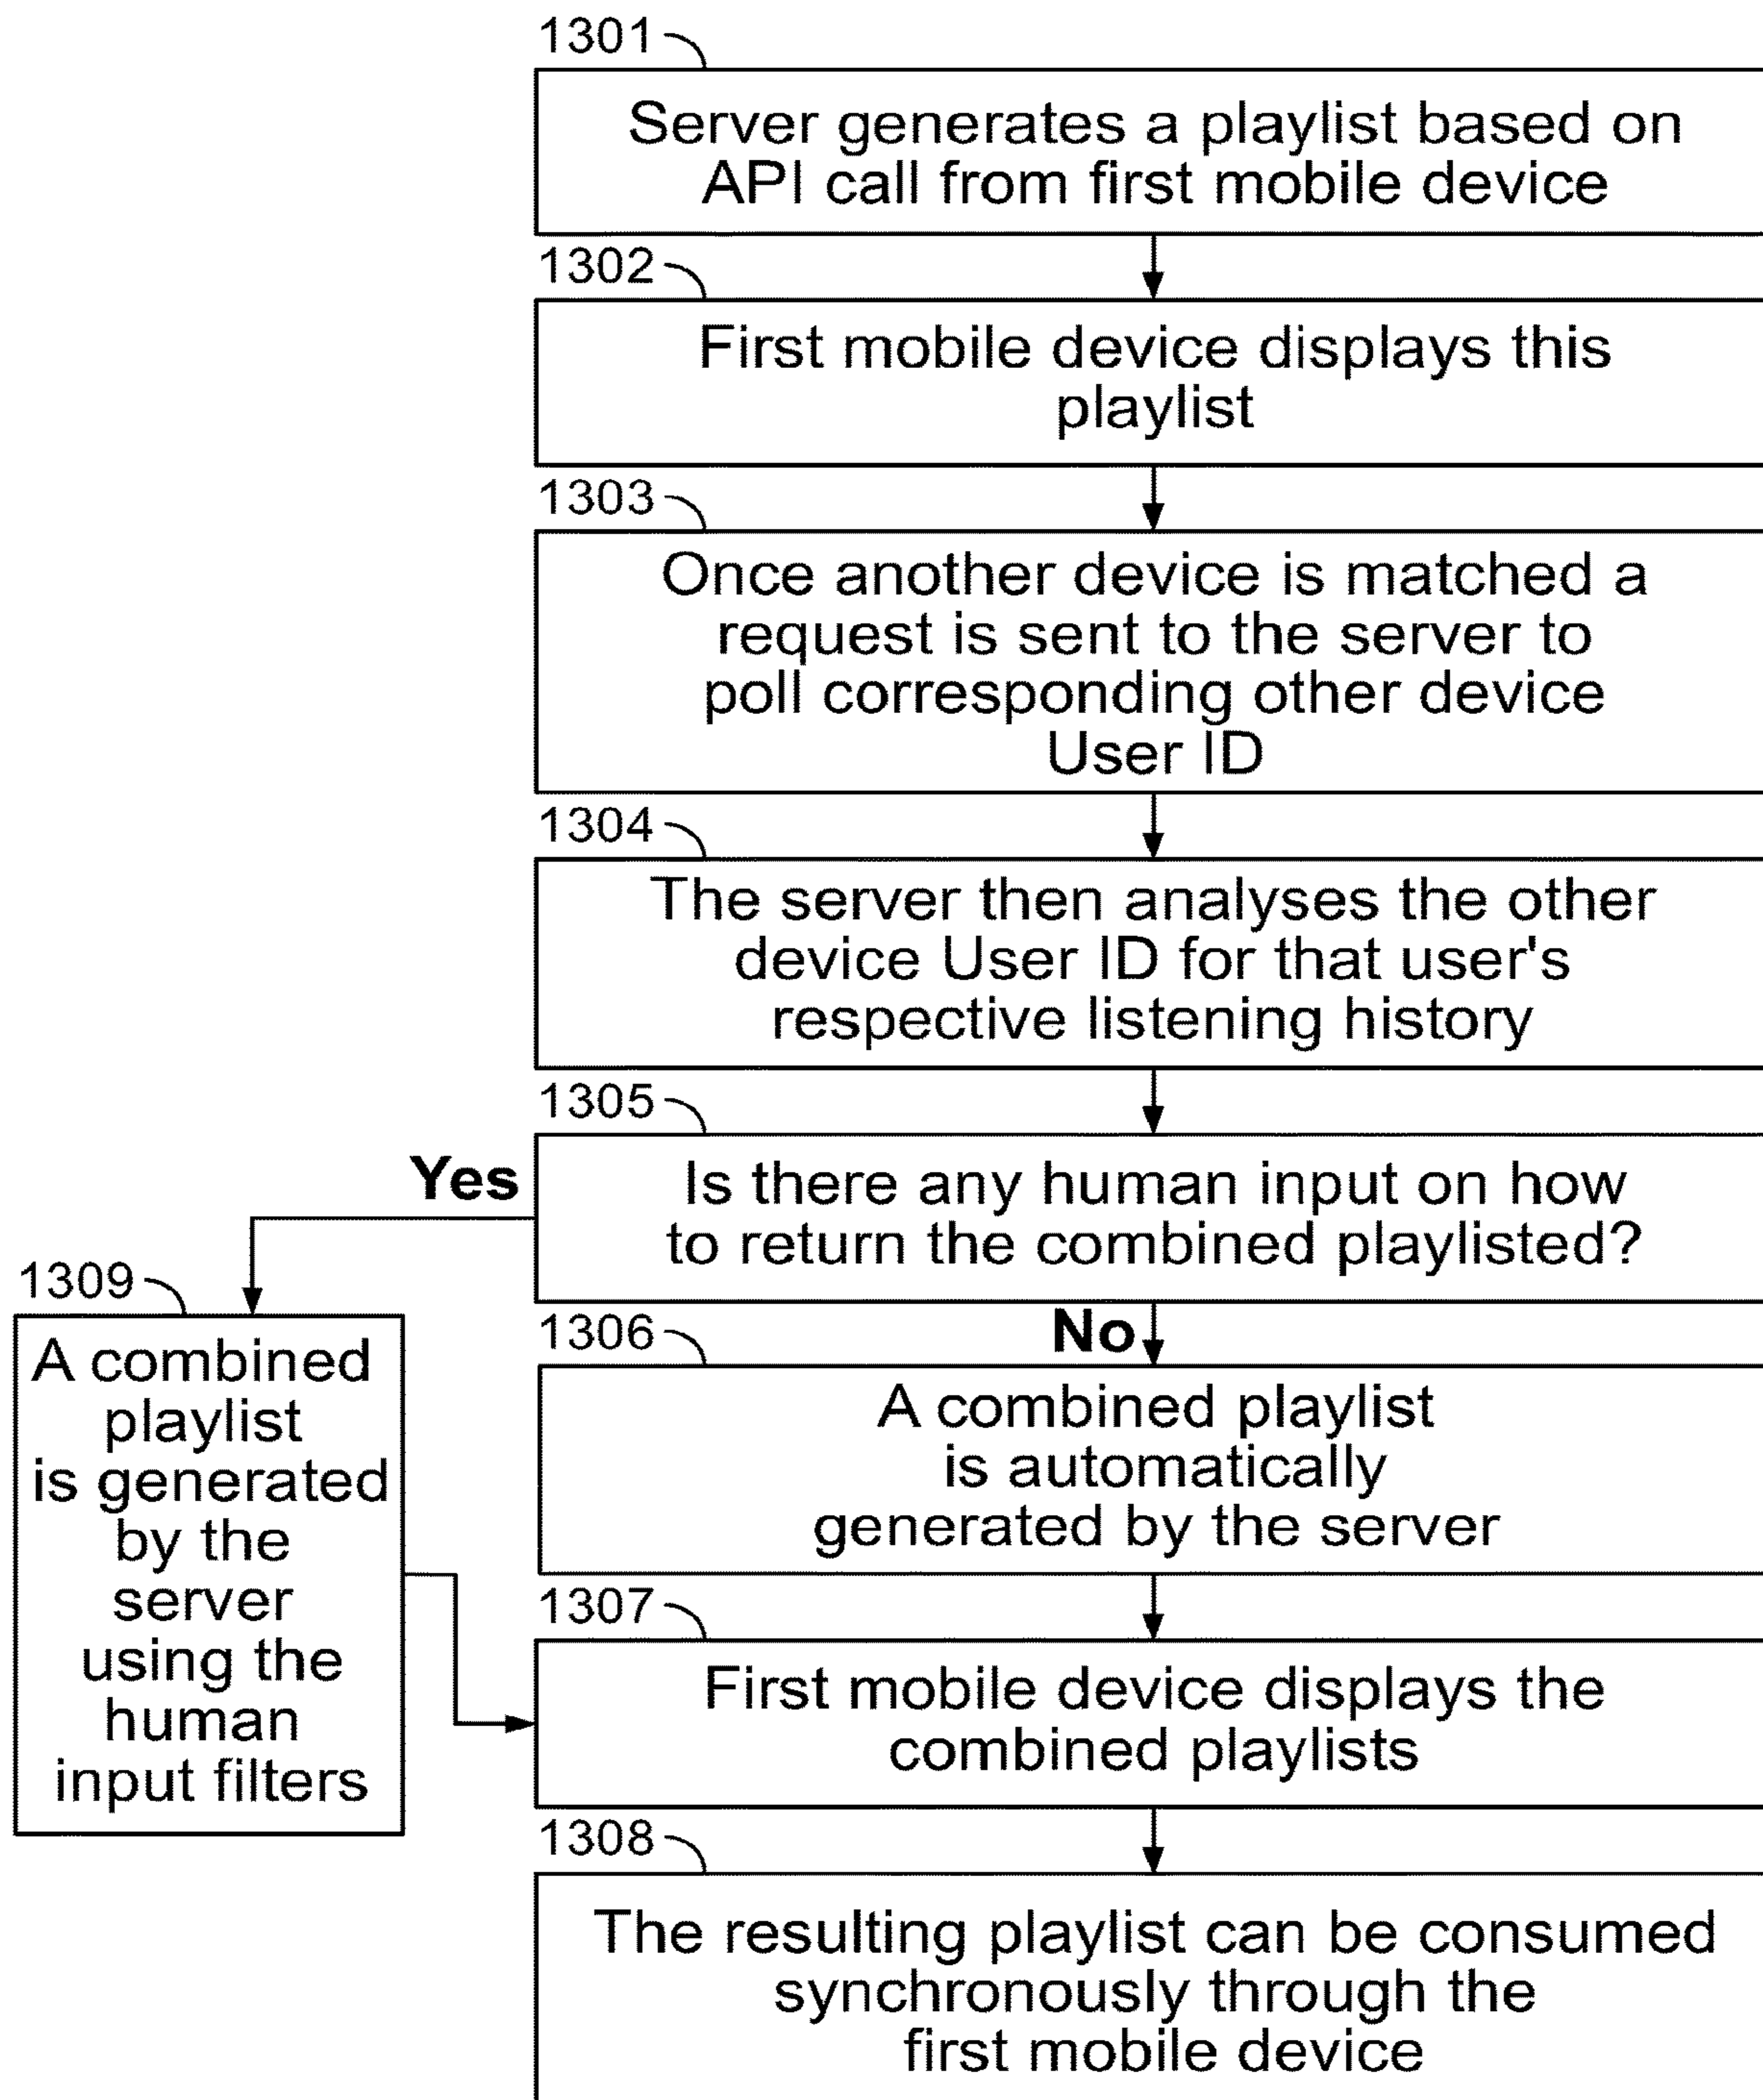 1301
Server generates a playlist based on
API call from first mobile device
1302
First mobile device displays this
playlist
1303
Once another device is matched a
request is sent to the server to
poll corresponding other device
User ID
1304
The server then analyses the other
device User ID for that user's
respective listening history
1305
Is there any human input on how
to return the combined playlisted?
Yes
No
1309
A combined
playlist
is generated
by the
server
using the
human
input filters
1306
A combined playlist
is automatically
generated by the server
1307
First mobile device displays the
combined playlists
1308
The resulting playlist can be consumed
synchronously through the
first mobile device